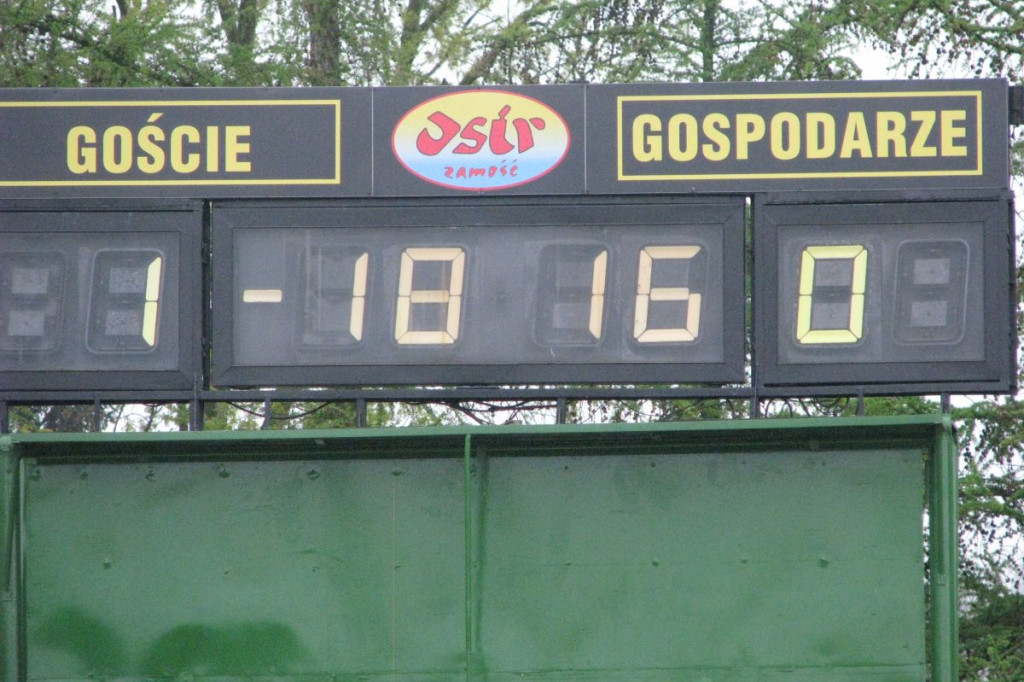 GOŚCIE
OSiR
ZAMOŚĆ
GOSPODARZE
1
-18 16
0